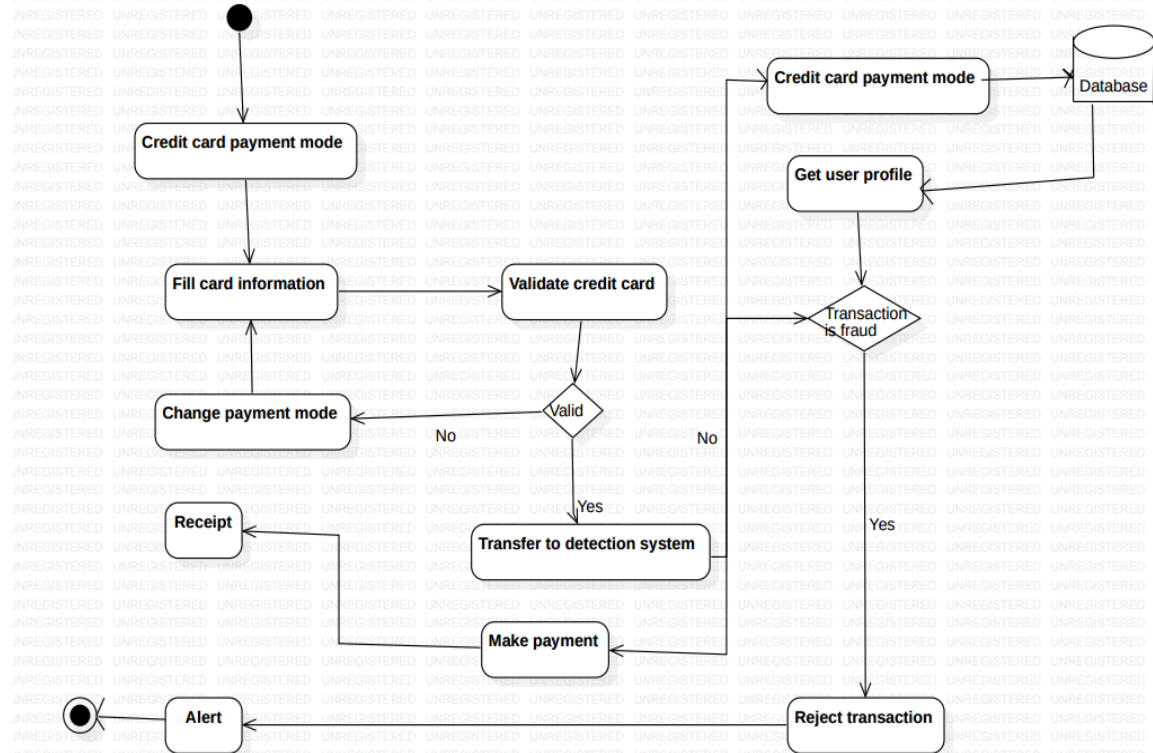 Credit card payment mode
Database
Credit card payment mode
Get user profile
Fill card information
Validate credit card
Transaction
is fraud
Change payment mode
Valid
No
No
Yes
Receipt
Transfer to detection system
Yes
Make payment
Alert
Reject transaction
UNREGISTERED